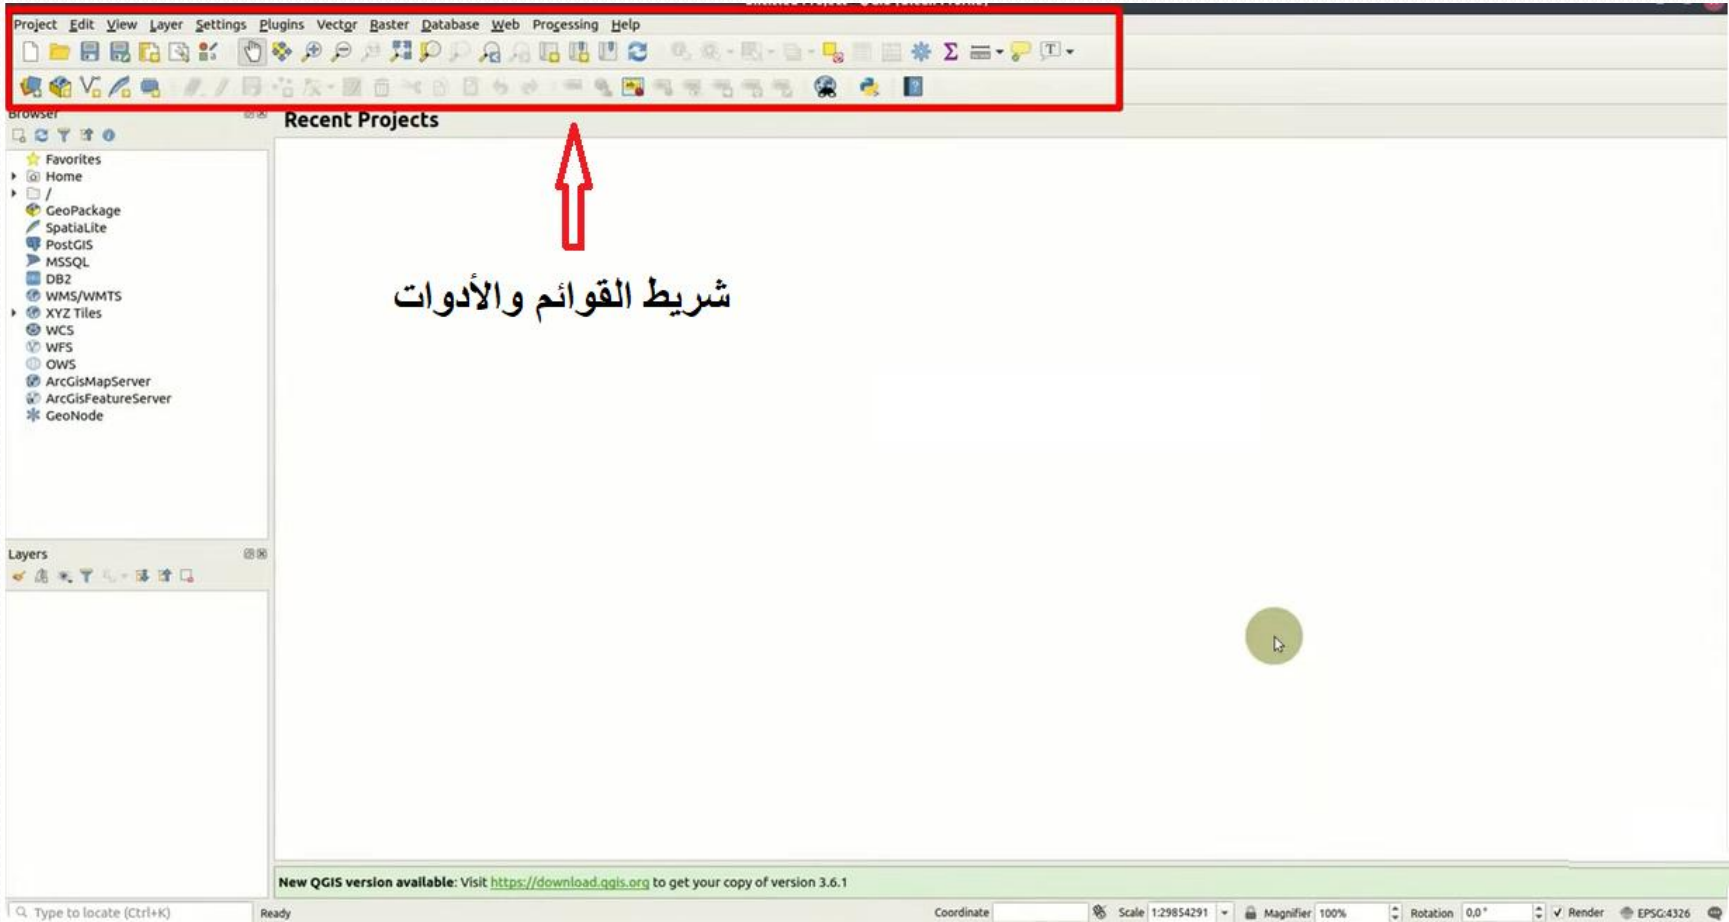 Project Edit View Layer Settings Plugins Vector Raster Database Web Processing Help
Browser
Recent Projects
Favorites
Home
/
GeoPackage
SpatiaLite
PostGIS
MSSQL
DB2
WMS/WMTS
XYZ Tiles
WCS
WFS
OWS
ArcGisMapServer
ArcGisFeatureServer
GeoNode
شريط القوائم والأدوات
Layers
New QGIS version available: Visit https://download.qgis.org to get your copy of version 3.6.1
Type to locate (Ctrl+K) Ready Coordinate Scale 1:29854291 Magnifier 100% Rotation 0,0° Render EPSG:4326